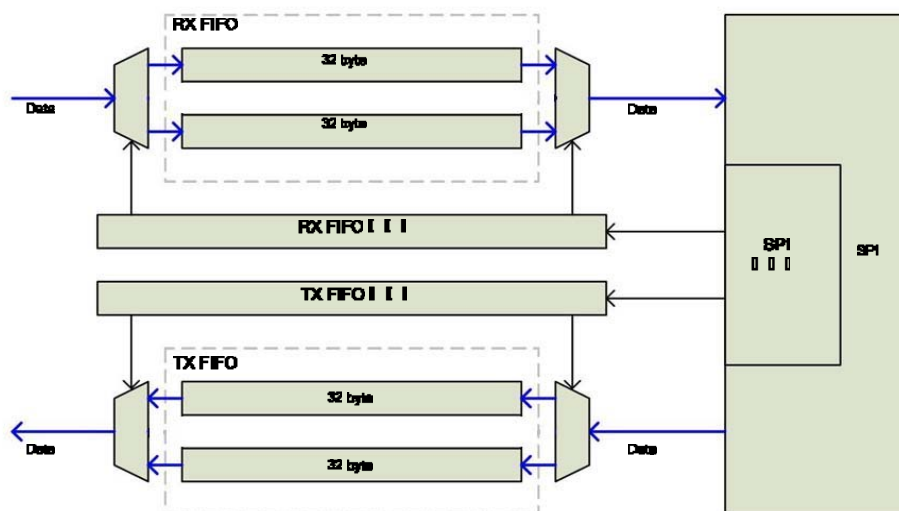 RX FIFO
32 byte
32 byte
Data
Data
RX FIFO
SPI
SPI
TX FIFO
TX FIFO
32 byte
32 byte
Data
Data